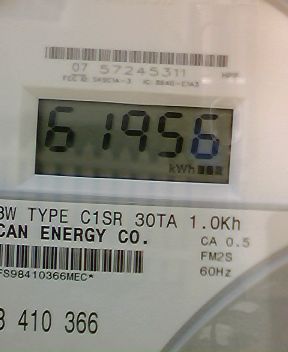 07 57245311
61956
kWh
3W TYPE C1SR 30TA 1.0Kh
CAN ENERGY CO.
CA 0.5
FM2S
60Hz
FS98410366MEC*
410 366